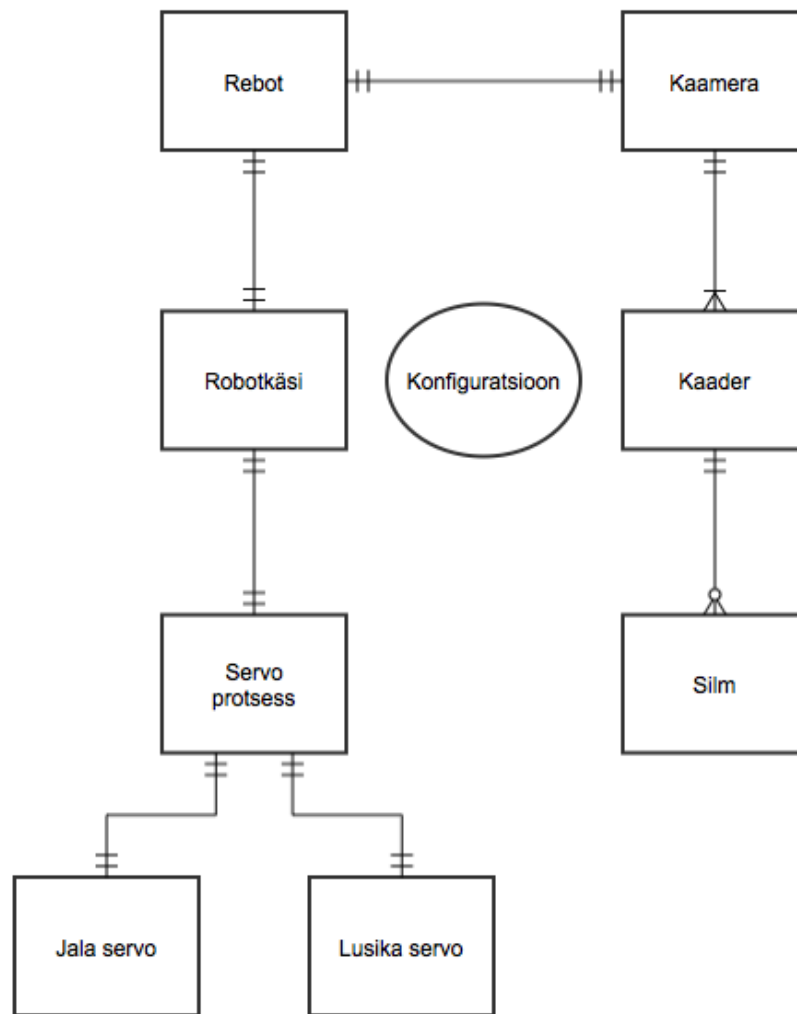 Rebot
Kaamera
Robotkäsi
Konfiguratsioon
Kaader
Servo
protsess
Silm
Jala servo
Lusika servo